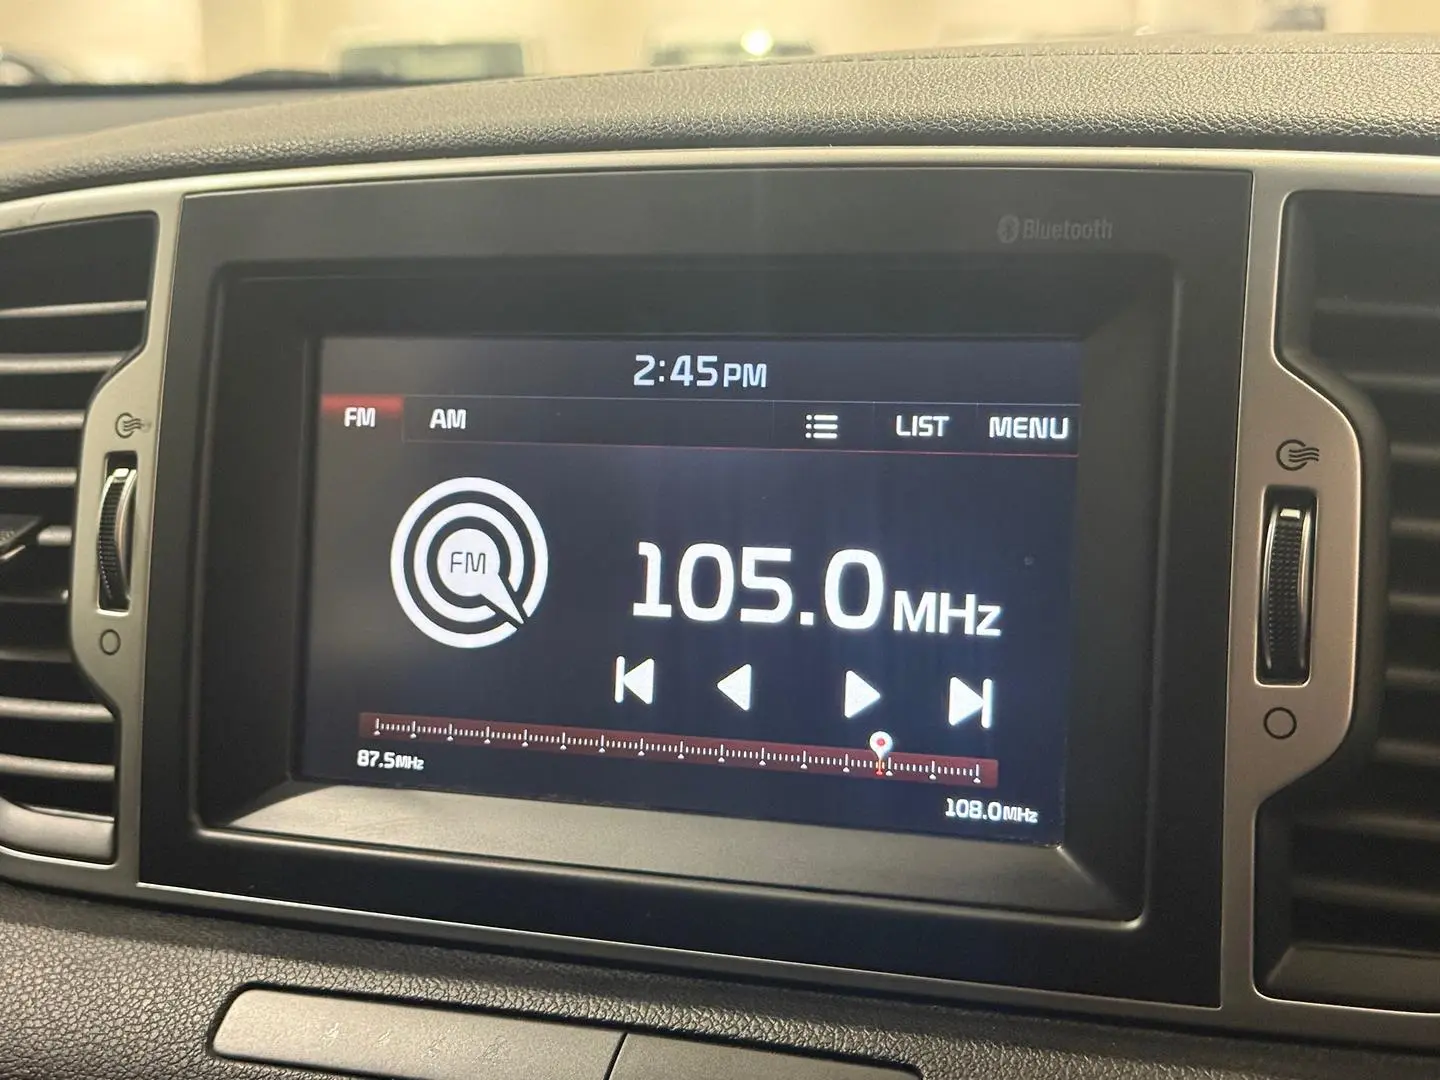 Bluetooth
2:45PM
FM AM LIST MENU
FM
105.0MHz
87.5MHz
108.0MHz